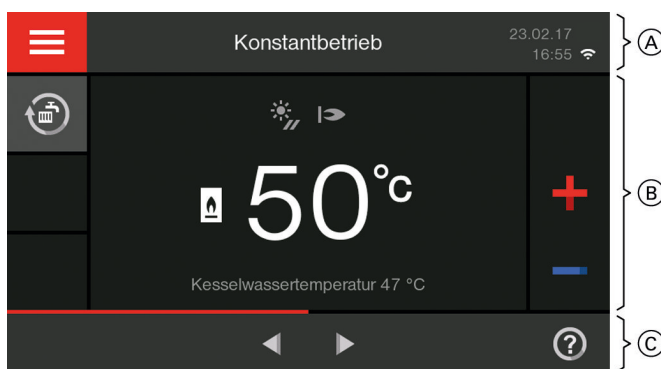 Konstantbetrieb
23.02.17
16:55
A
50°C
B
Kesselwassertemperatur 47 °C
?
C